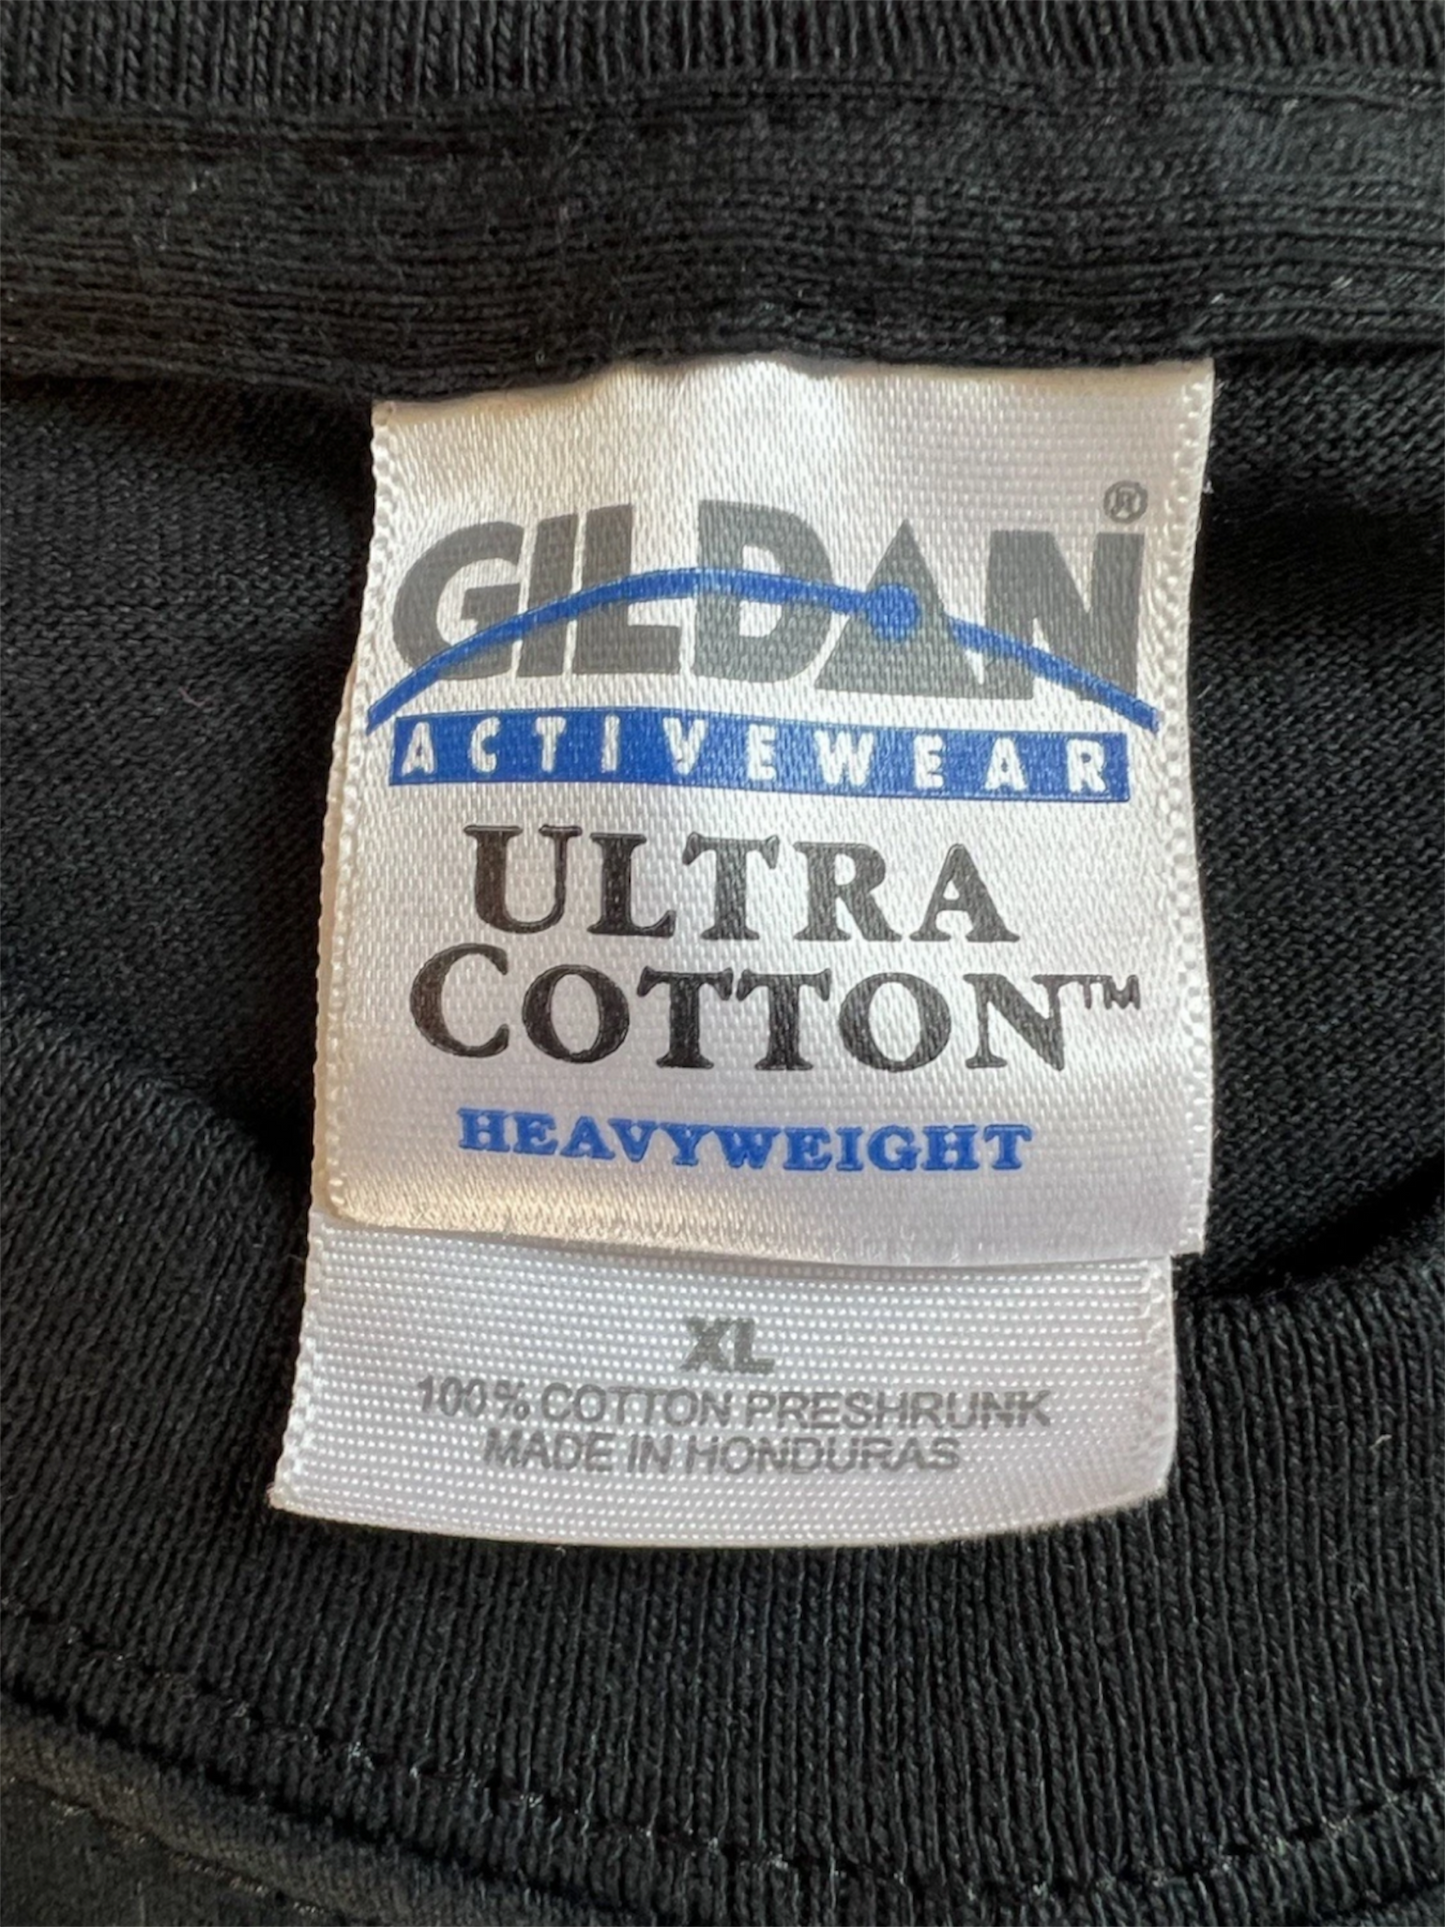 GILDAN®
ACTIVEWEAR
ULTRA
COTTON™
HEAVYWEIGHT
XL
100% COTTON PRESHRUNK
MADE IN HONDURAS